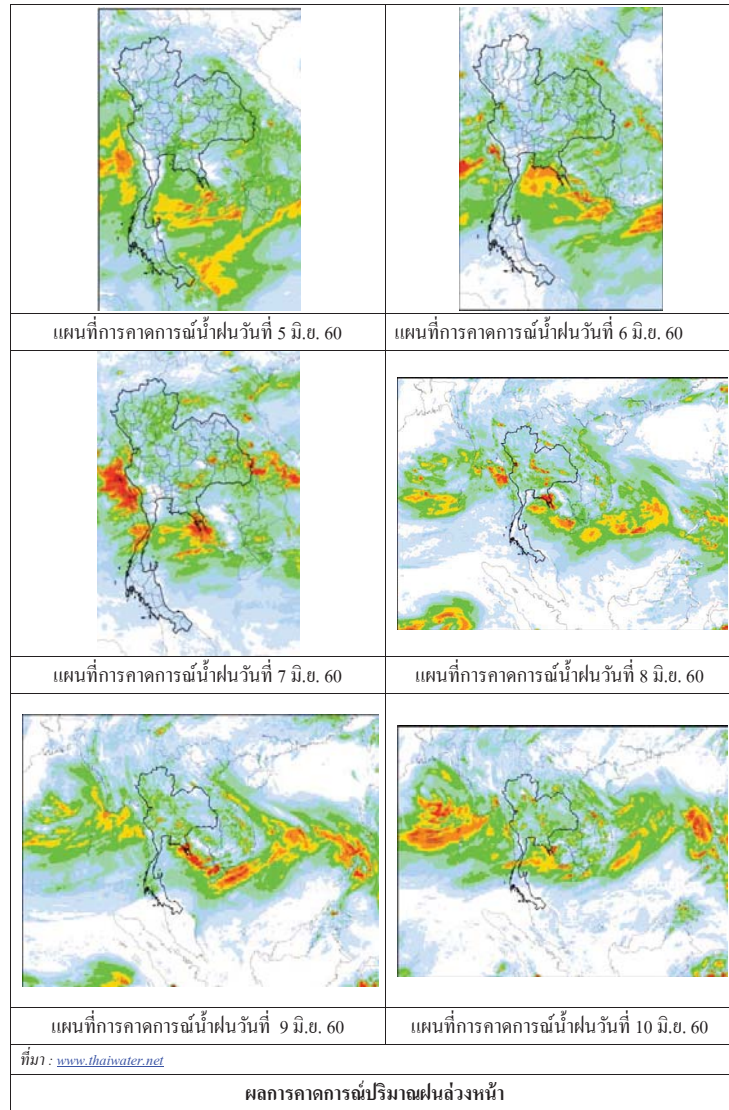 แผนที่การคาดการณ์น้ำฝนวันที่ 5 มิ.ย. 60
แผนที่การคาดการณ์น้ำฝนวันที่ 6 มิ.ย. 60
แผนที่การคาดการณ์น้ำฝนวันที่ 7 มิ.ย. 60
แผนที่การคาดการณ์น้ำฝนวันที่ 8 มิ.ย. 60
แผนที่การคาดการณ์น้ำฝนวันที่ 9 มิ.ย. 60
แผนที่การคาดการณ์น้ำฝนวันที่ 10 มิ.ย. 60
ที่มา : www.thaiwater.net
ผลการคาดการณ์ปริมาณฝนล่วงหน้า